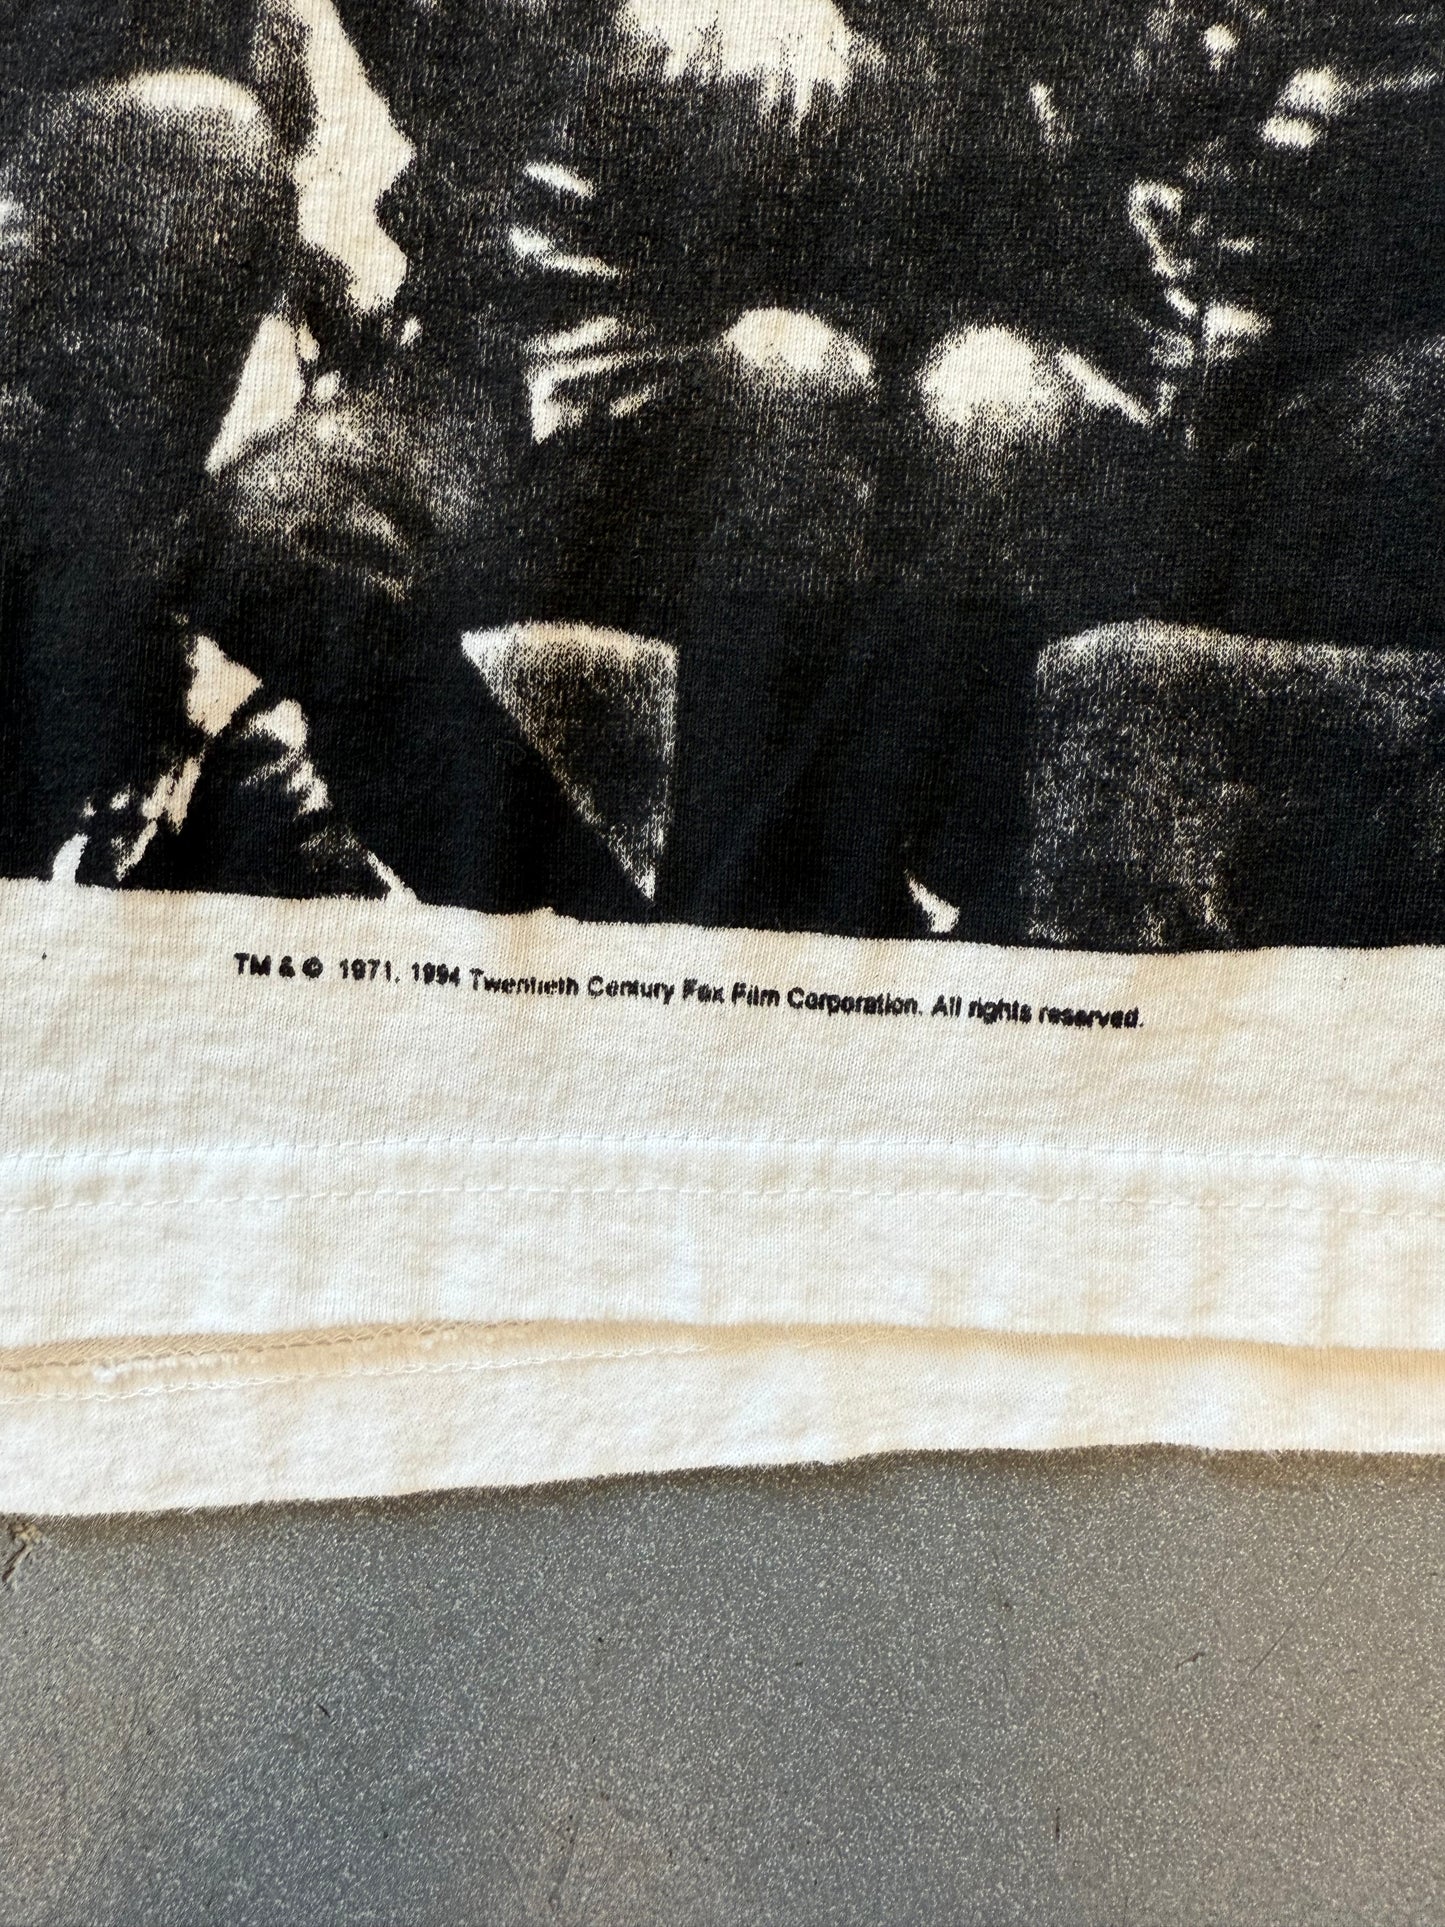 TM & © 1971, 1994 Twentieth Century Fox Film Corporation. All rights reserved.